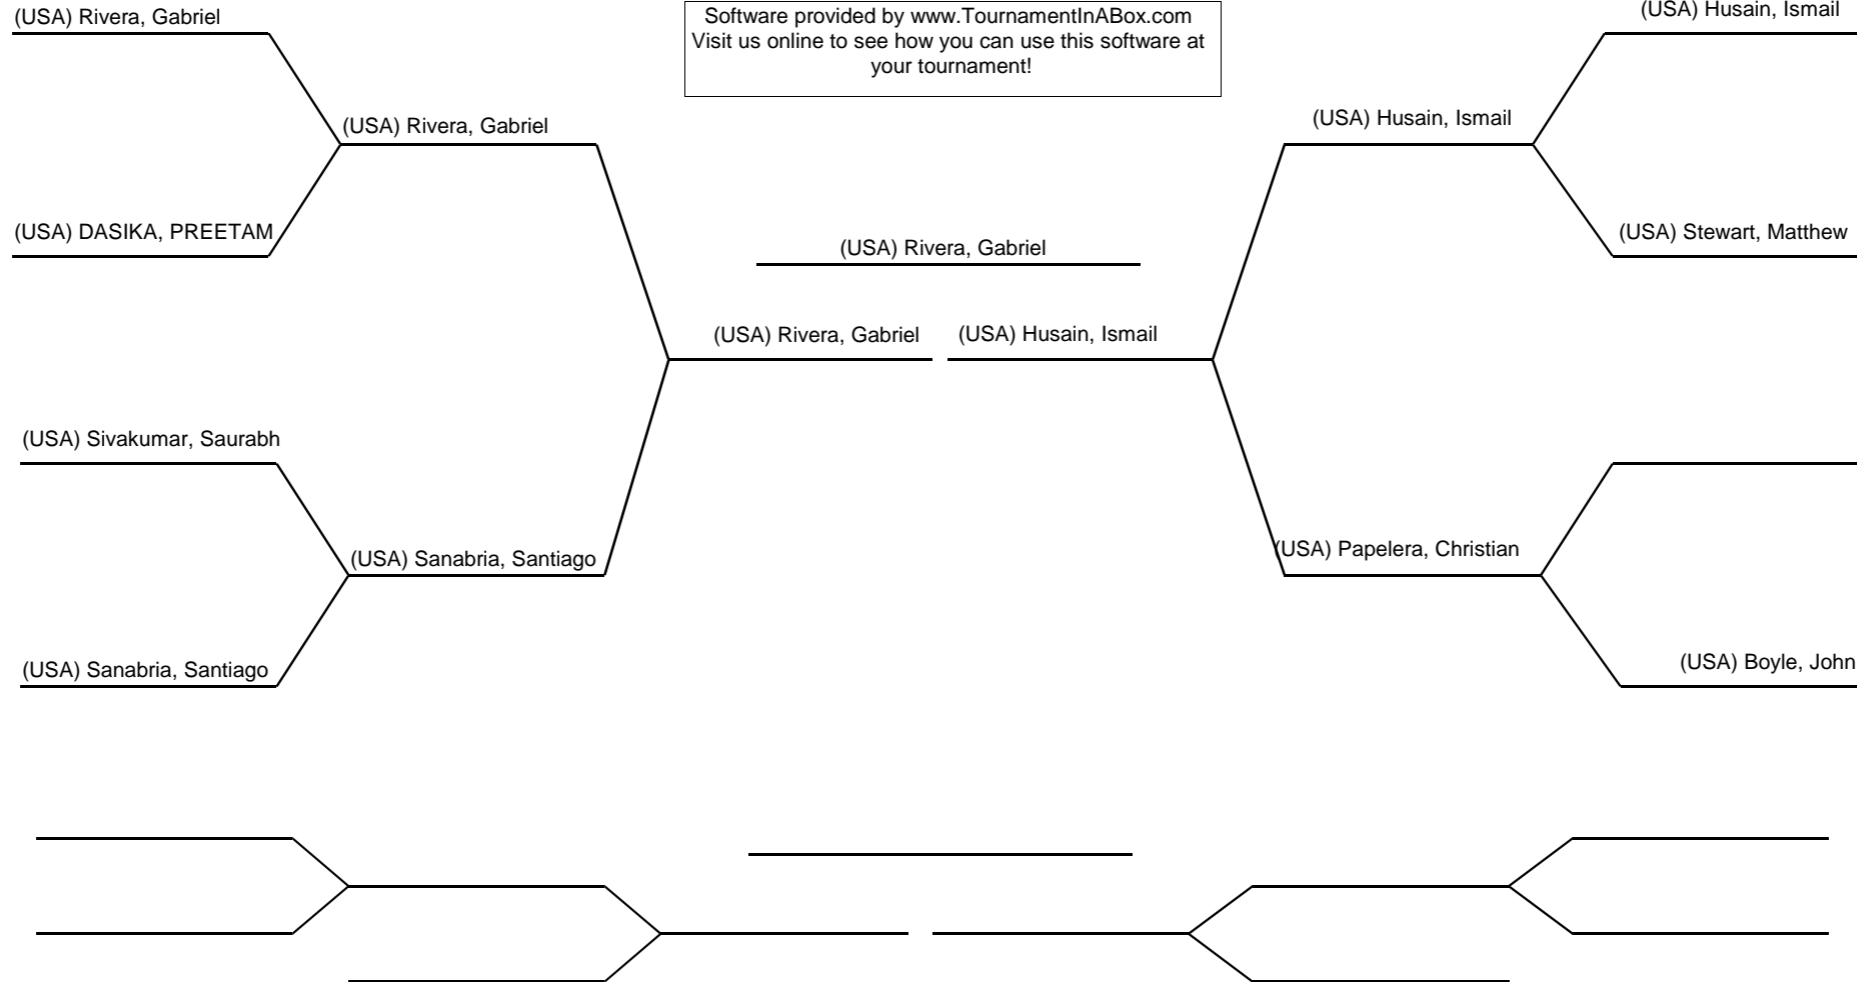 (USA) Rivera, Gabriel
Software provided by www.TournamentInABox.com
Visit us online to see how you can use this software at
your tournament!
(USA) Husain, Ismail
(USA) Rivera, Gabriel
(USA) Husain, Ismail
(USA) DASIKA, PREETAM
(USA) Rivera, Gabriel
(USA) Stewart, Matthew
(USA) Rivera, Gabriel
(USA) Husain, Ismail
(USA) Sivakumar, Saurabh
(USA) Sanabria, Santiago
(USA) Papelera, Christian
(USA) Sanabria, Santiago
(USA) Boyle, John